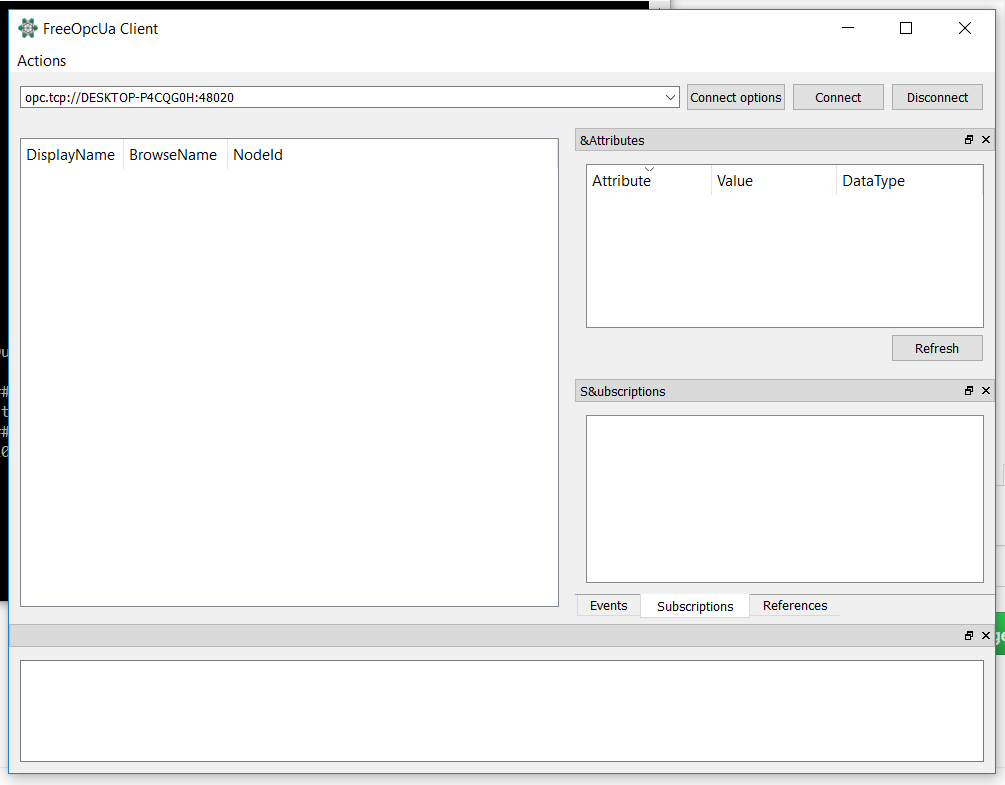 FreeOpcUa Client
Actions
opc.tcp://DESKTOP-P4CQG0H:48020
Connect options
Connect
Disconnect
DisplayName BrowseName NodeId
&Attributes
Attribute Value DataType
Refresh
S&ubscriptions
Events Subscriptions References